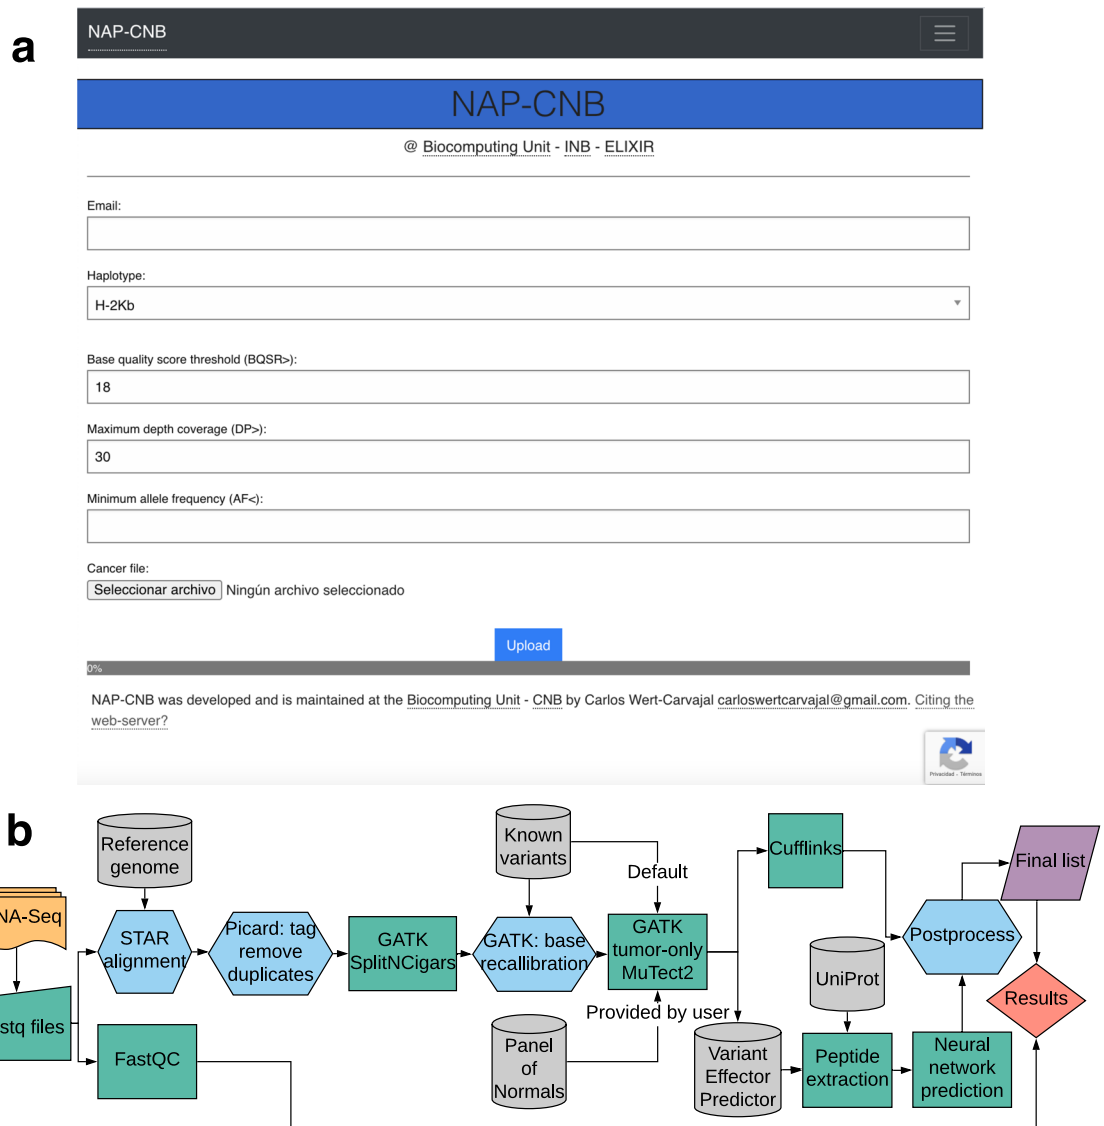 a
NAP-CNB
NAP-CNB
@ Biocomputing Unit - INB - ELIXIR
Email:
Haplotype:
H-2Kb
Base quality score threshold (BQSR>):
18
Maximum depth coverage (DP>):
30
Minimum allele frequency (AF<):
Cancer file:
Seleccionar archivo Ningún archivo seleccionado
Upload
0%
NAP-CNB was developed and is maintained at the Biocomputing Unit - CNB by Carlos Wert-Carvajal carloswertcarvajal@gmail.com. Citing the
web-server?
Privacidad - Términos
b
Reference
genome
Known
variants
Default
Cufflinks
Final list
NA-Seq
STAR
alignment
Picard: tag
remove
duplicates
GATK
SplitNCigars
GATK: base
recallibration
GATK
tumor-only
MuTect2
Postprocess
UniProt
Results
stq files
FastQC
Provided by user
Panel
of
Normals
Variant
Effector
Predictor
Peptide
extraction
Neural
network
prediction